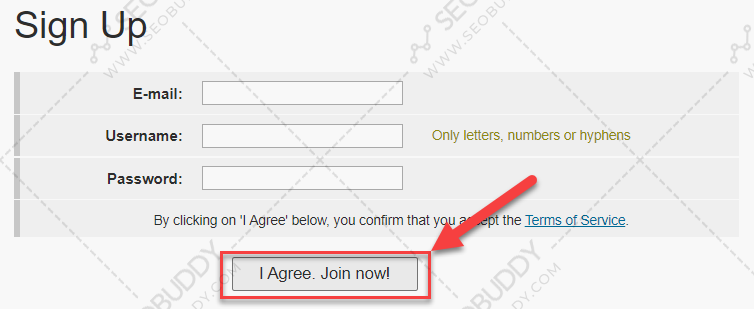 Sign Up
E-mail:
Username: Only letters, numbers or hyphens
Password:
By clicking on 'I Agree' below, you confirm that you accept the Terms of Service.
I Agree. Join now!
WWW.SEOBUDDY.COM